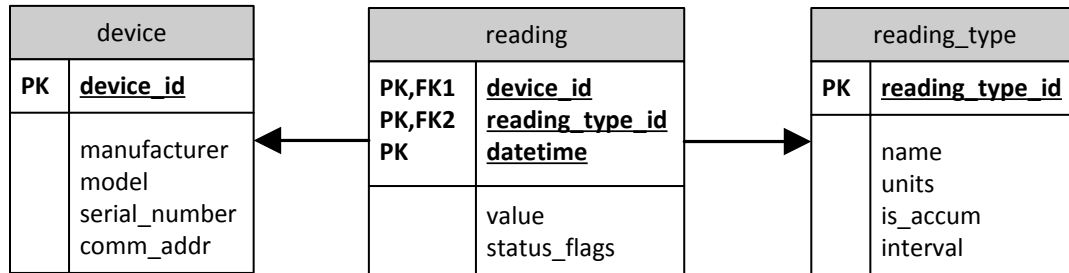 device
PK device_id
manufacturer
model
serial_number
comm_addr
reading
PK,FK1 device_id
PK,FK2 reading_type_id
PK datetime
value
status_flags
reading_type
PK reading_type_id
name
units
is_accum
interval